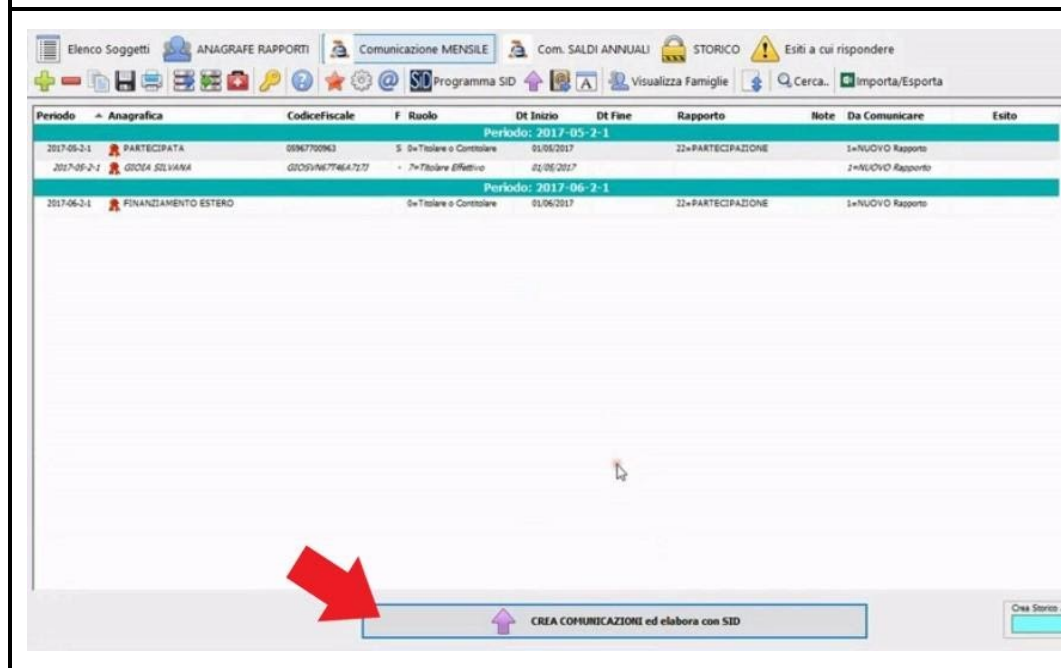 Elenco Soggetti ANAGRAFE RAPPORTI Comunicazione MENSILE Com. SALDI ANNUALI STORICO Esiti a cui rispondere
SID Programma SID A Visualizza Famiglie Cerca.. Importa/Esporta
Periodo Anagrafica CodiceFiscale F Ruolo Dt Inizio Dt Fine Rapporto Note Da Comunicare Esito
Periodo: 2017-05-2-1
2017-05-2-1 PARTECIPATA 05967700963 S 0=Titolare o Contitolare 01/05/2017 22=PARTECIPAZIONE 1=NUOVO Rapporto
2017-05-2-1 GIOIA SILVANA - 7=Titolare Effettivo 01/05/2017 1=NUOVO Rapporto
Periodo: 2017-06-2-1
2017-06-2-1 FINANZIAMENTO ESTERO 0=Titolare o Contitolare 01/06/2017 22=PARTECIPAZIONE 1=NUOVO Rapporto
CREA COMUNICAZIONI ed elabora con SID
Crea Storico